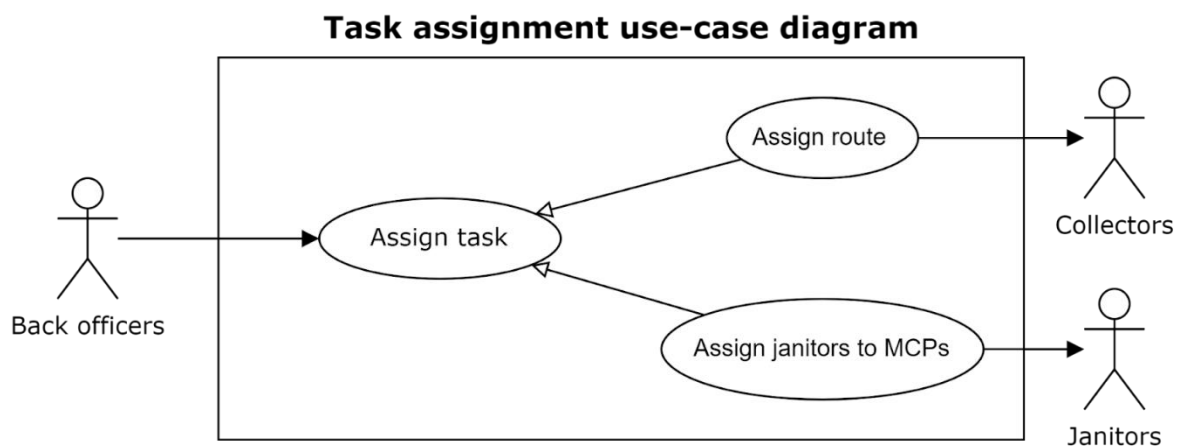 Task assignment use-case diagram
Assign route
Collectors
Assign task
Back officers
Assign janitors to MCPs
Janitors